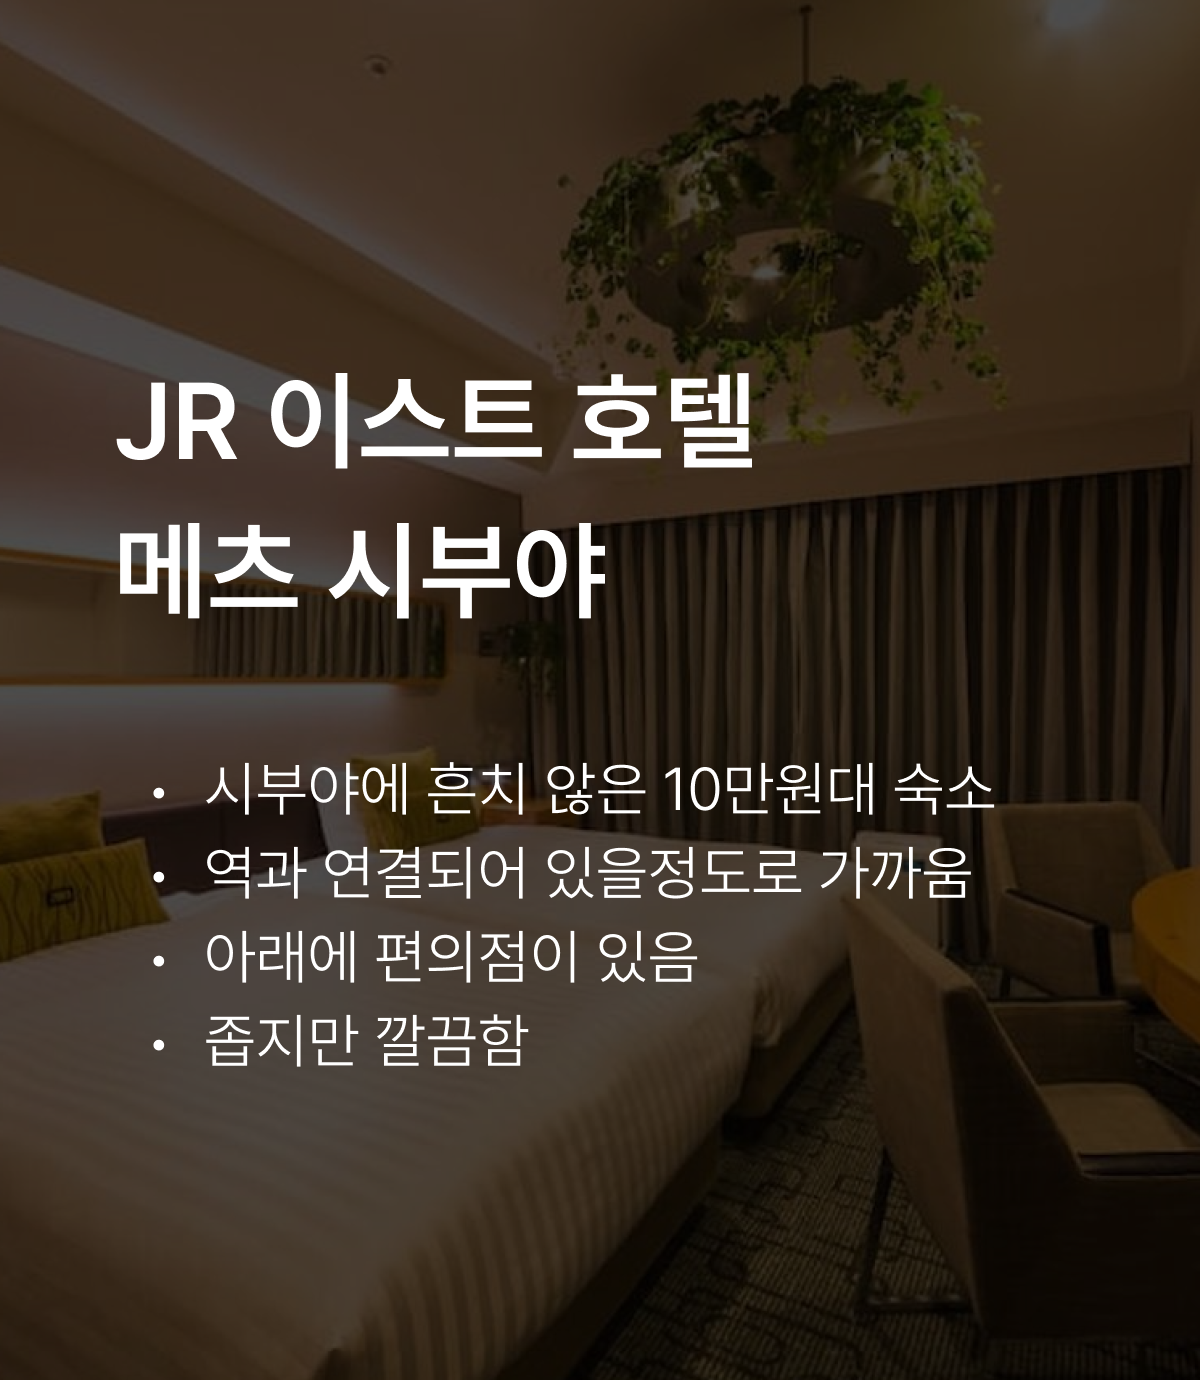 JR 이스트 호텔
메츠 시부야
• 시부야에 흔치 않은 10만원대 숙소
• 역과 연결되어 있을정도로 가까움
• 아래에 편의점이 있음
• 좁지만 깔끔함